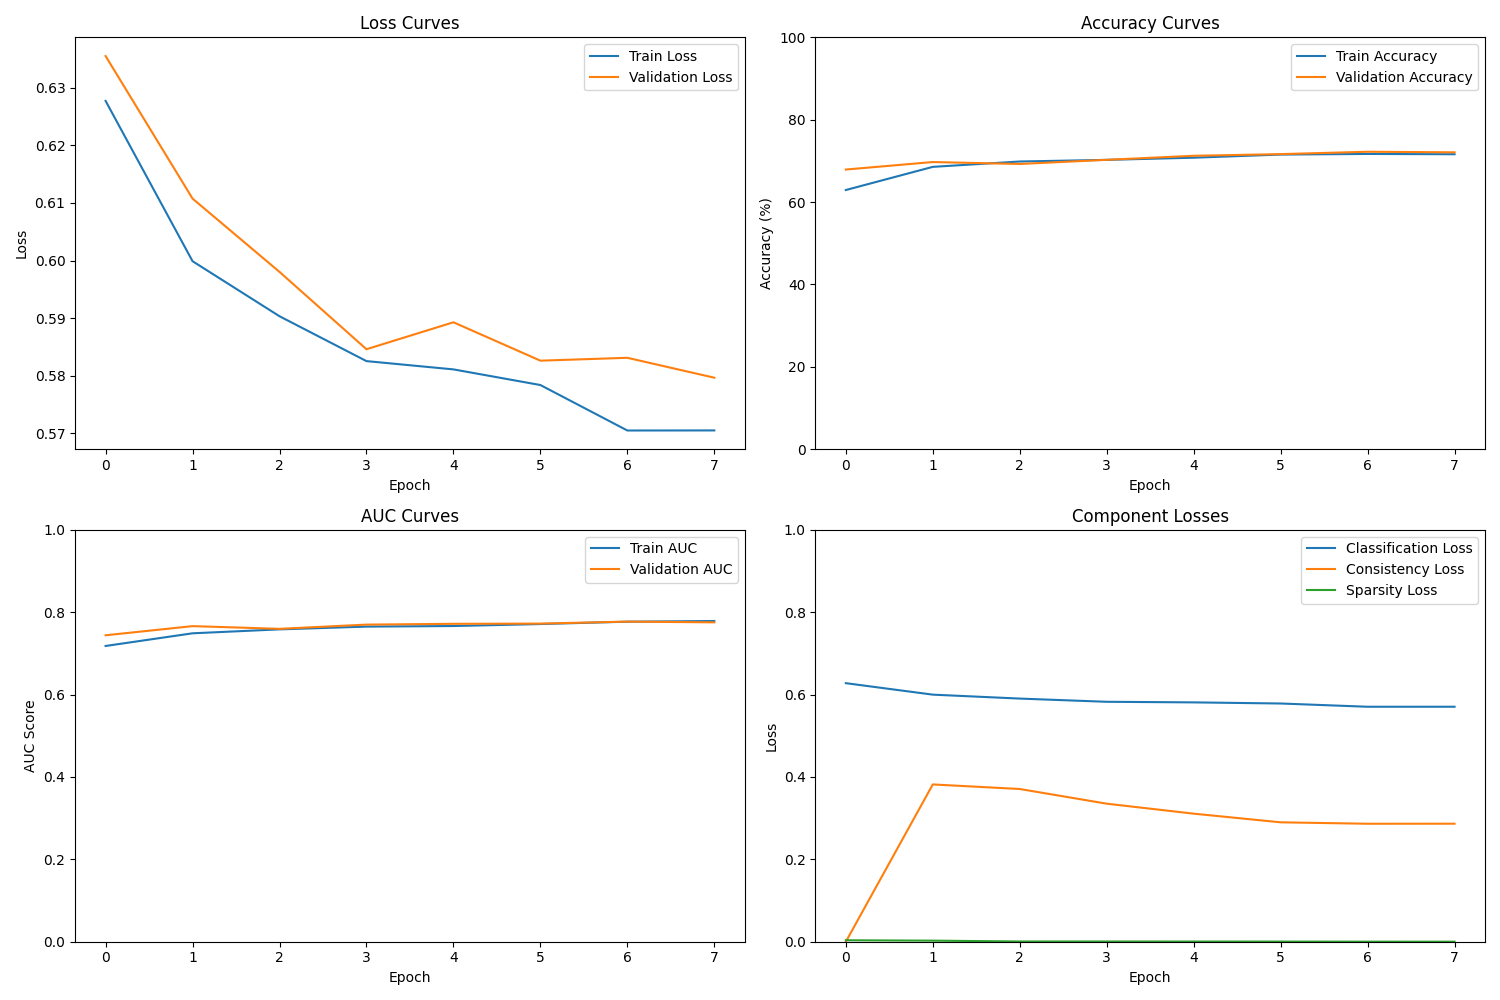 Loss Curves
Train Loss
Validation Loss
0.63
0.62
0.61
0.60
0.59
0.58
0.57
Loss
0 1 2 3 4 5 6 7
Epoch
Accuracy Curves
Train Accuracy
Validation Accuracy
100
80
60
40
20
0
Accuracy (%)
0 1 2 3 4 5 6 7
Epoch
AUC Curves
Train AUC
Validation AUC
1.0
0.8
0.6
0.4
0.2
0.0
AUC Score
0 1 2 3 4 5 6 7
Epoch
Component Losses
Classification Loss
Consistency Loss
Sparsity Loss
1.0
0.8
0.6
0.4
0.2
0.0
Loss
0 1 2 3 4 5 6 7
Epoch